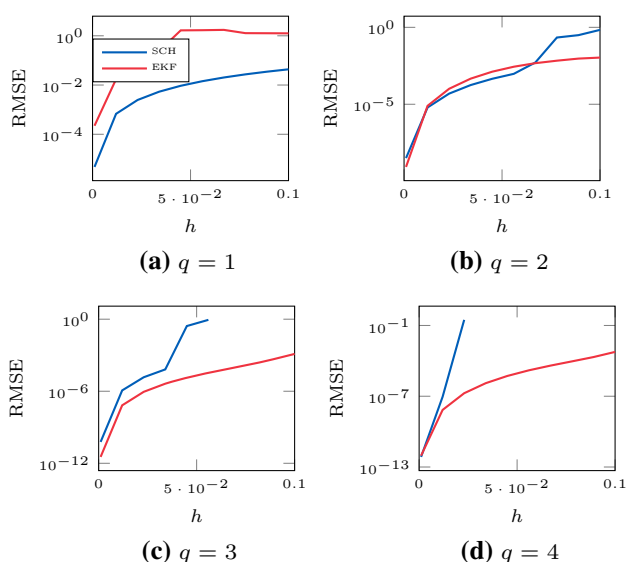 10^0
10^-2
10^-4
RMSE
SCH
EKF
0
5 · 10^-2
0.1
h
(a) q = 1
10^0
10^-5
RMSE
0
5 · 10^-2
0.1
h
(b) q = 2
10^0
10^-6
10^-12
RMSE
0
5 · 10^-2
0.1
h
(c) q = 3
10^-1
10^-7
10^-13
RMSE
0
5 · 10^-2
0.1
h
(d) q = 4